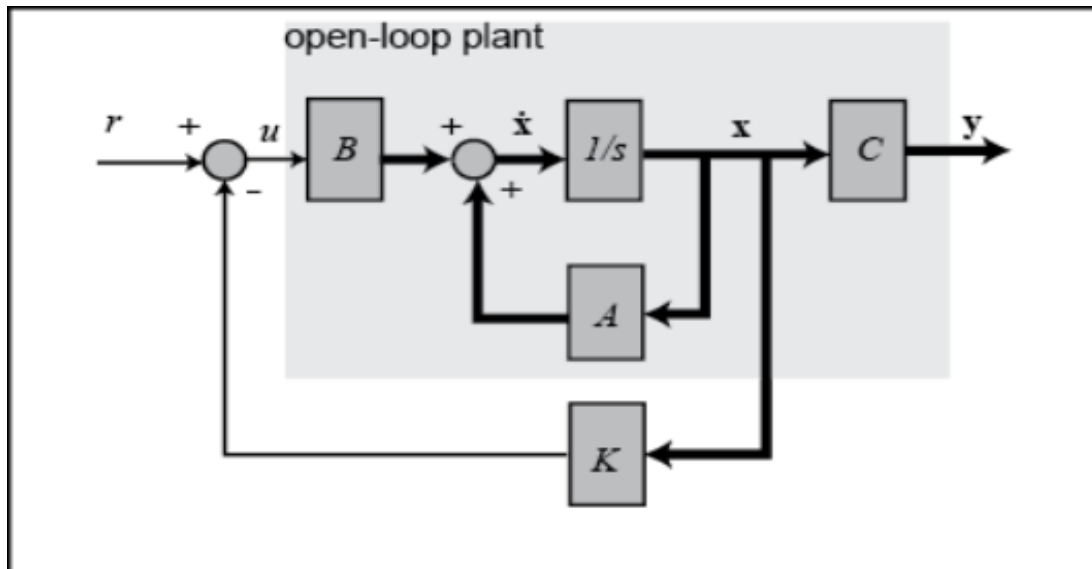 open-loop plant
r + u B + ẋ 1/s x C y
- +
A
K